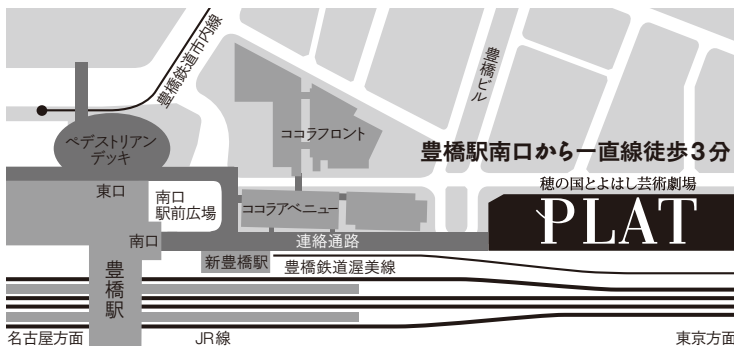 豊橋鉄道市内線
豊橋ビル
ペデストリアン
デッキ
ココラフロント
豊橋駅南口から一直線徒歩3分
穂の国とよはし芸術劇場
PLAT
東口
南口
駅前広場
ココラアベニュー
南口
連絡通路
新豊橋駅
豊橋鉄道渥美線
豊橋駅
名古屋方面
JR線
東京方面